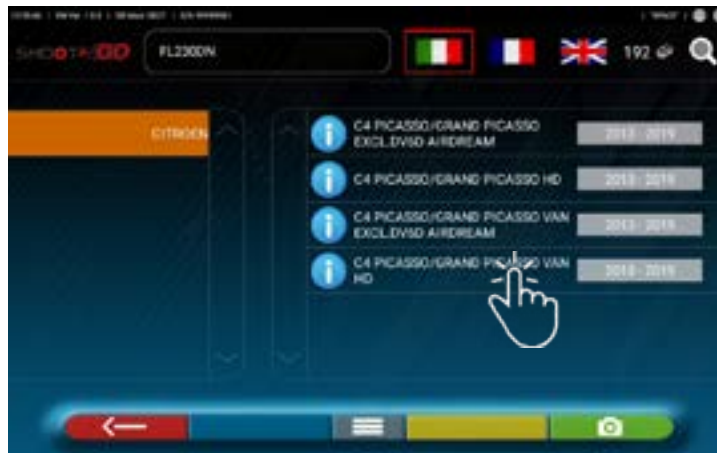 FL230DN
192
CITROEN
C4 PICASSO/GRAND PICASSO
EXCL.DV6D AIRDREAM
2013 - 2019
C4 PICASSO/GRAND PICASSO HD
2013 - 2019
C4 PICASSO/GRAND PICASSO VAN
EXCL.DV6D AIRDREAM
2013 - 2019
C4 PICASSO/GRAND PICASSO VAN
HD
2013 - 2019